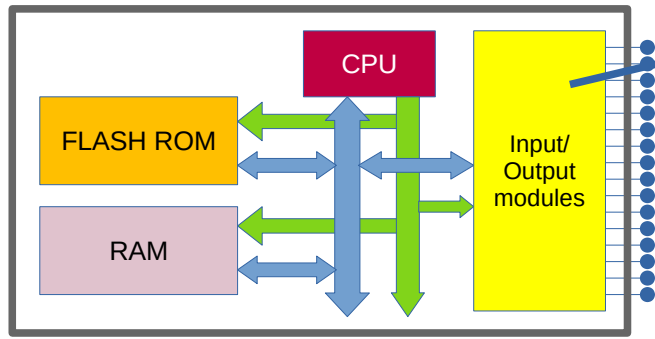 CPU
FLASH ROM
RAM
Input/
Output
modules